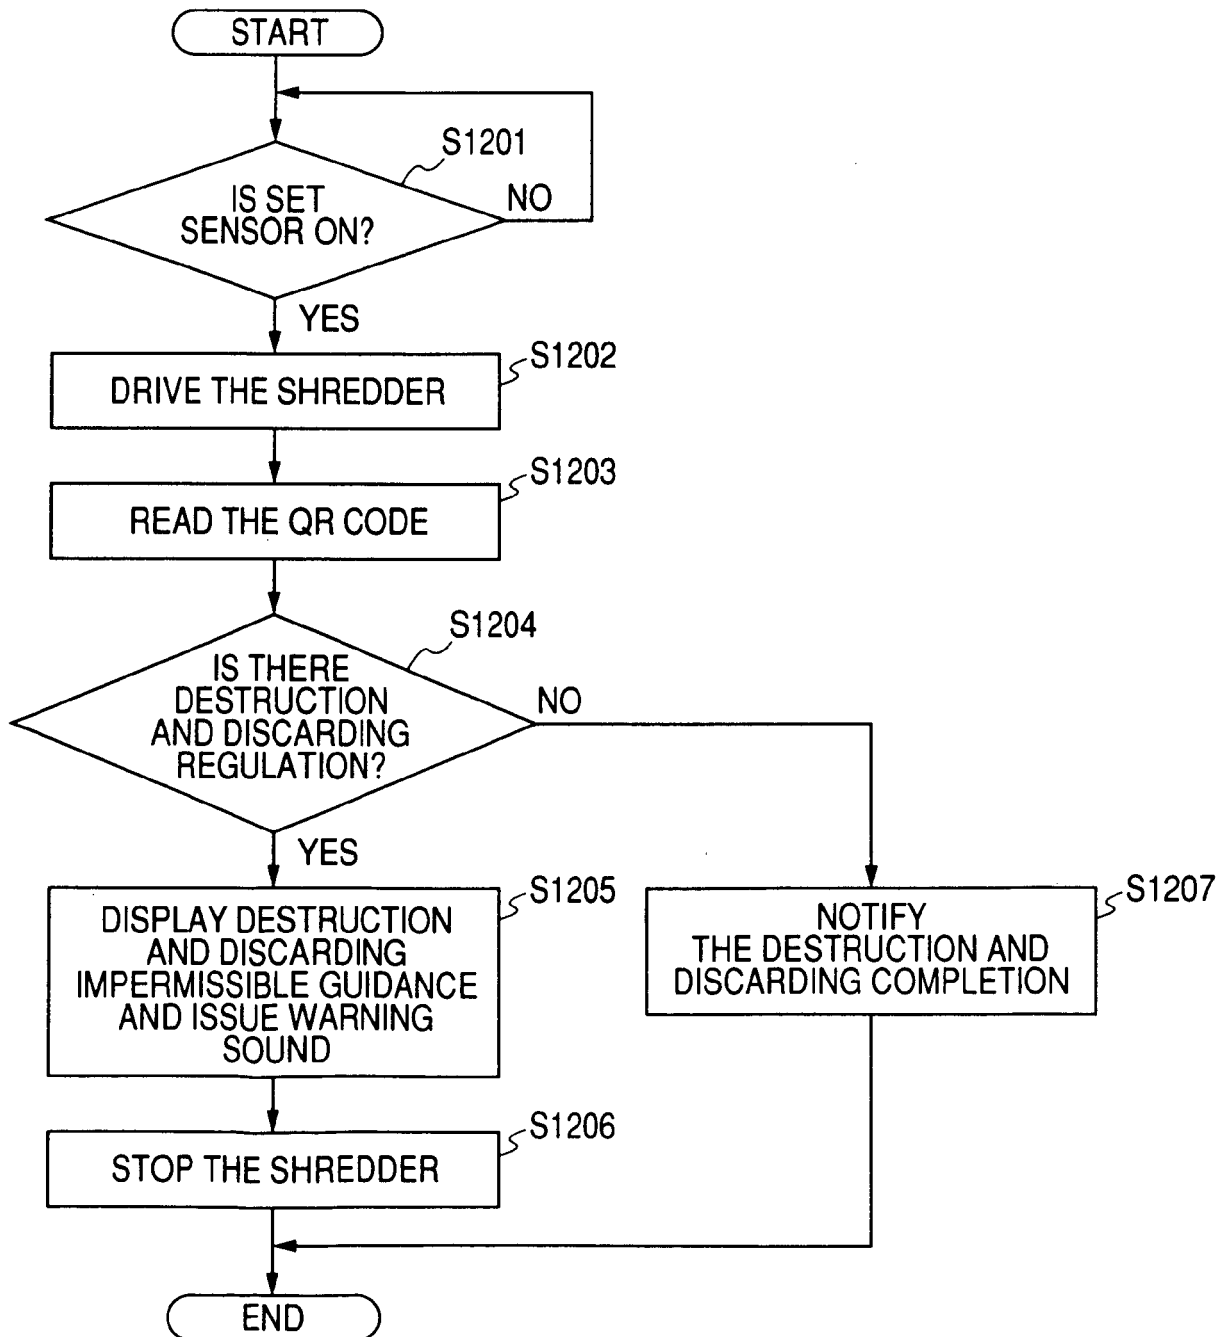 START
S1201
IS SET
SENSOR ON?
NO
YES
S1202
DRIVE THE SHREDDER
S1203
READ THE QR CODE
S1204
IS THERE
DESTRUCTION
AND DISCARDING
REGULATION?
NO
YES
S1205
DISPLAY DESTRUCTION
AND DISCARDING
IMPERMISSIBLE GUIDANCE
AND ISSUE WARNING
SOUND
S1207
NOTIFY
THE DESTRUCTION AND
DISCARDING COMPLETION
S1206
STOP THE SHREDDER
END